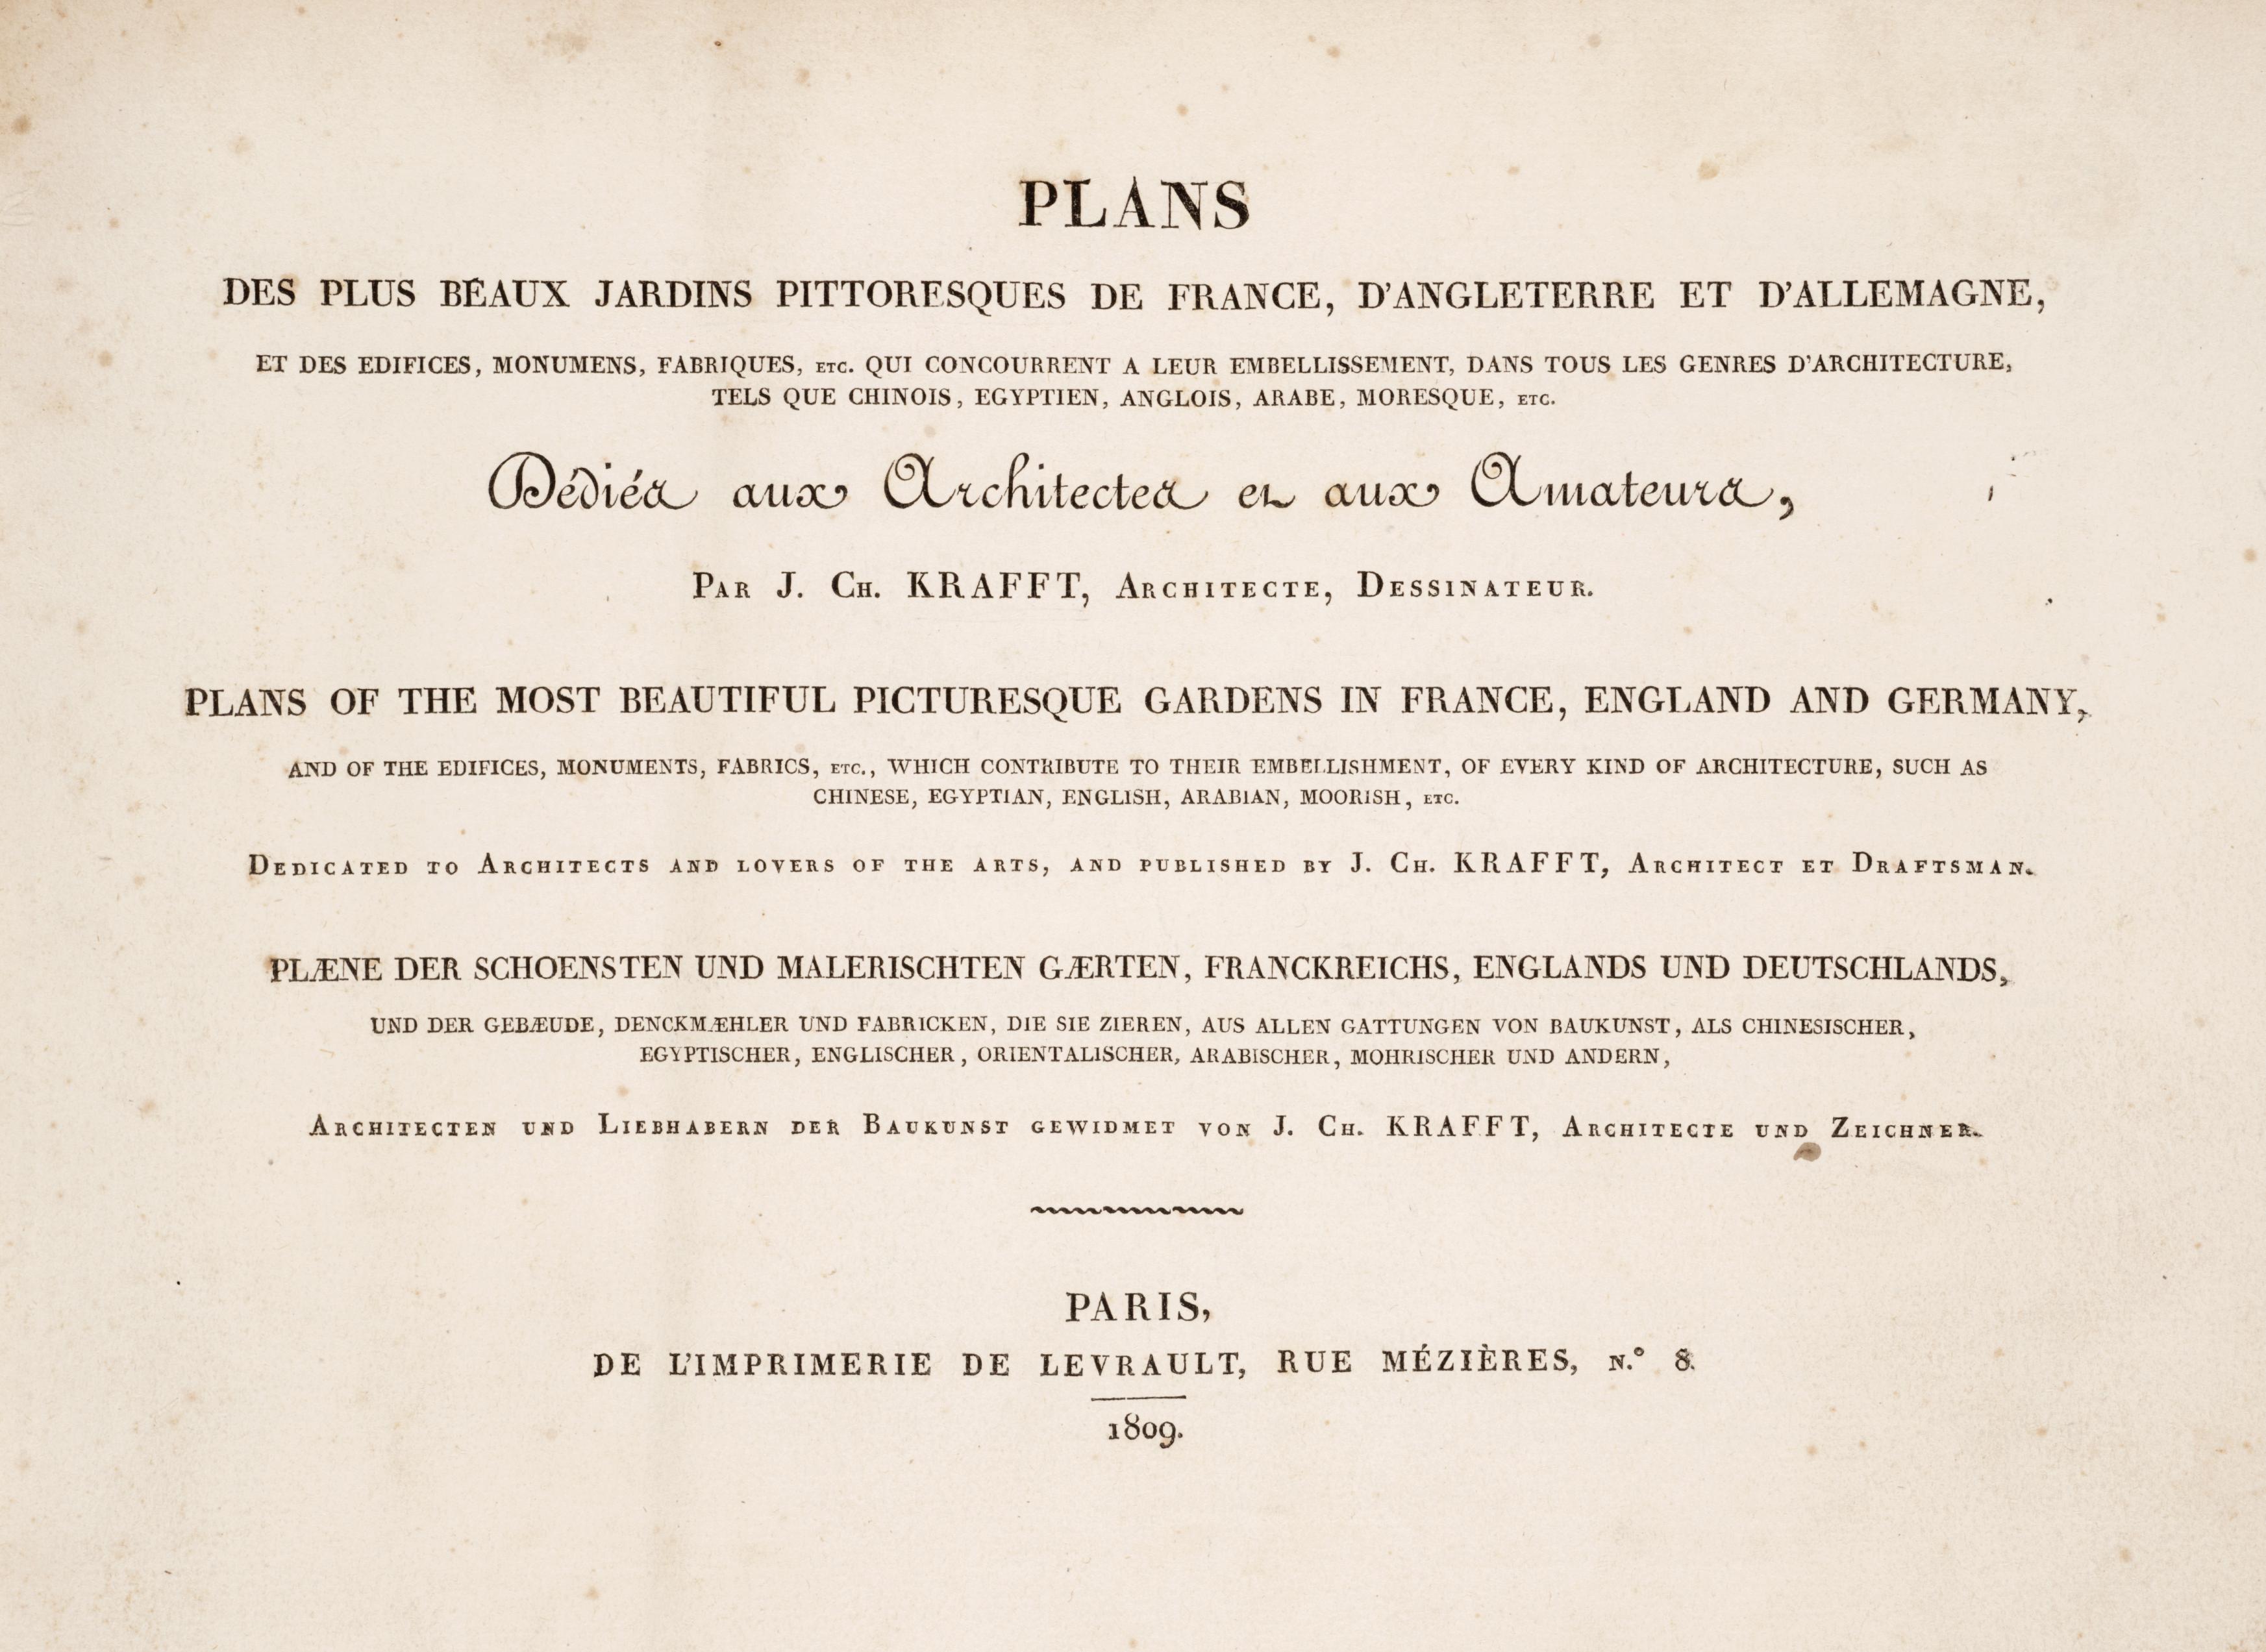 PLANS
DES PLUS BEAUX JARDINS PITTORESQUES DE FRANCE, D'ANGLETERRE ET D'ALLEMAGNE,
ET DES EDIFICES, MONUMENS, FABRIQUES, ETC. QUI CONCOURRENT A LEUR EMBELLISSEMENT, DANS TOUS LES GENRES D'ARCHITECTURE,
TELS QUE CHINOIS, EGYPTIEN, ANGLOIS, ARABE, MORESQUE, ETC.
Dédiés aux Architectes et aux Amateurs,
PAR J. CH. KRAFFT, ARCHITECTE, DESSINATEUR.
PLANS OF THE MOST BEAUTIFUL PICTURESQUE GARDENS IN FRANCE, ENGLAND AND GERMANY,
AND OF THE EDIFICES, MONUMENTS, FABRICS, ETC., WHICH CONTRIBUTE TO THEIR EMBELLISHMENT, OF EVERY KIND OF ARCHITECTURE, SUCH AS
CHINESE, EGYPTIAN, ENGLISH, ARABIAN, MOORISH, ETC.
DEDICATED TO ARCHITECTS AND LOVERS OF THE ARTS, AND PUBLISHED BY J. CH. KRAFFT, ARCHITECT ET DRAFTSMAN.
PLÆNE DER SCHOENSTEN UND MALERISCHTEN GÆRTEN, FRANCKREICHS, ENGLANDS UND DEUTSCHLANDS,
UND DER GEBÆUDE, DENCKMÆHLER UND FABRICKEN, DIE SIE ZIEREN, AUS ALLEN GATTUNGEN VON BAUKUNST, ALS CHINESISCHER,
EGYPTISCHER, ENGLISCHER, ORIENTALISCHER, ARABISCHER, MOHRISCHER UND ANDERN,
ARCHITECTEN UND LIEBHABERN DER BAUKUNST GEWIDMET VON J. CH. KRAFFT, ARCHITECTE UND ZEICHNER.
PARIS,
DE L'IMPRIMERIE DE LEVRAULT, RUE MÉZIÈRES, N.° 8.
1809.